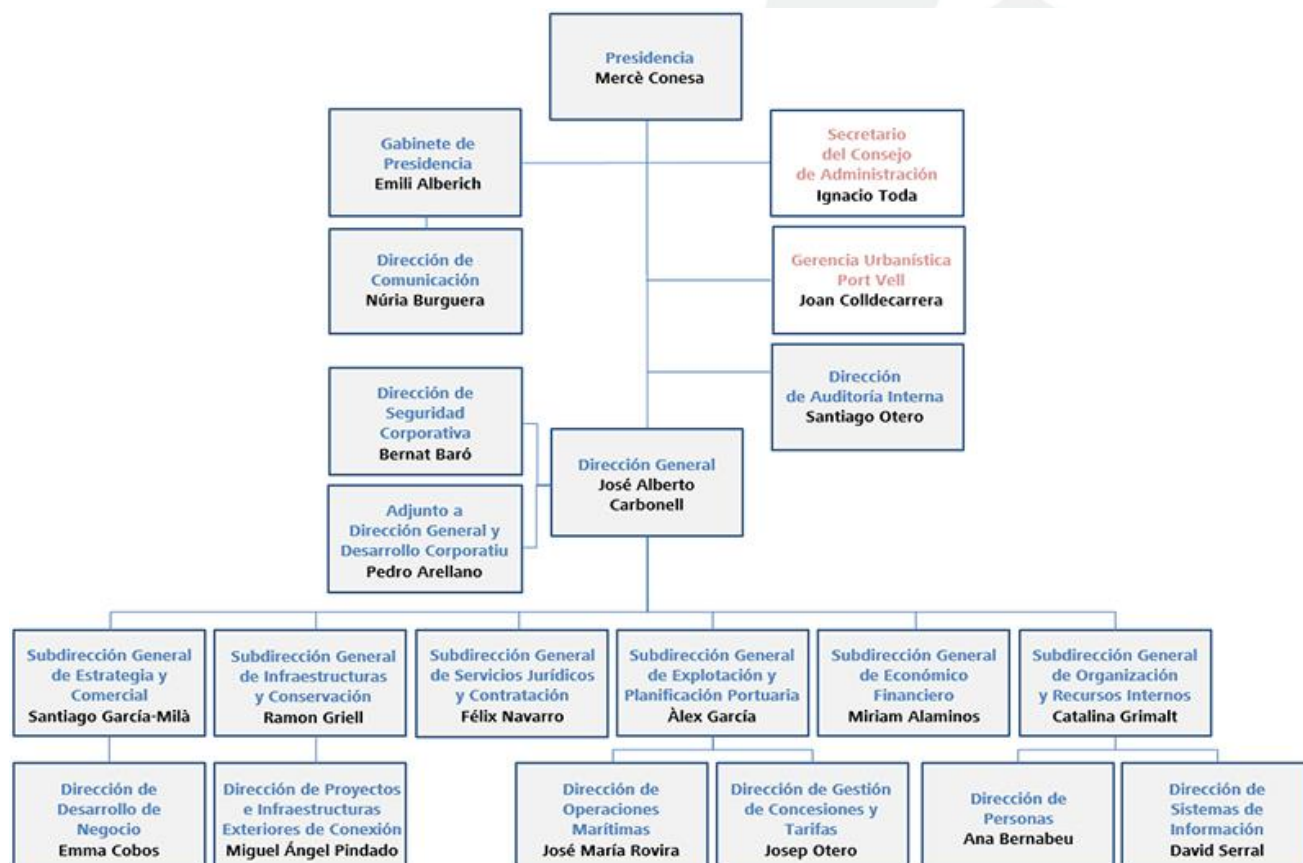 Presidencia
Mercè Conesa
Gabinete de
Presidencia
Emili Alberich
Secretario
del Consejo
de Administración
Ignacio Toda
Dirección de
Comunicación
Núria Burguera
Gerencia Urbanística
Port Vell
Joan Colldecarrera
Dirección
de Auditoría Interna
Santiago Otero
Dirección de
Seguridad
Corporativa
Bernat Baró
Dirección General
José Alberto
Carbonell
Adjunto a
Dirección General y
Desarrollo Corporatiu
Pedro Arellano
Subdirección General
de Estrategia y
Comercial
Santiago García-Milà
Subdirección General
de Infraestructuras
y Conservación
Ramon Griell
Subdirección General
de Servicios Jurídicos
y Contratación
Félix Navarro
Subdirección General
de Explotación y
Planificación Portuaria
Àlex García
Subdirección General
de Económico
Financiero
Miriam Alaminos
Subdirección General
de Organización
y Recursos Internos
Catalina Grimalt
Dirección de
Desarrollo de
Negocio
Emma Cobos
Dirección de Proyectos
e Infraestructuras
Exteriores de Conexión
Miguel Ángel Pindado
Dirección de
Operaciones
Marítimas
José María Rovira
Dirección de Gestión
de Concesiones y
Tarifas
Josep Otero
Dirección de
Personas
Ana Bernabeu
Dirección de
Sistemas de
Información
David Serral